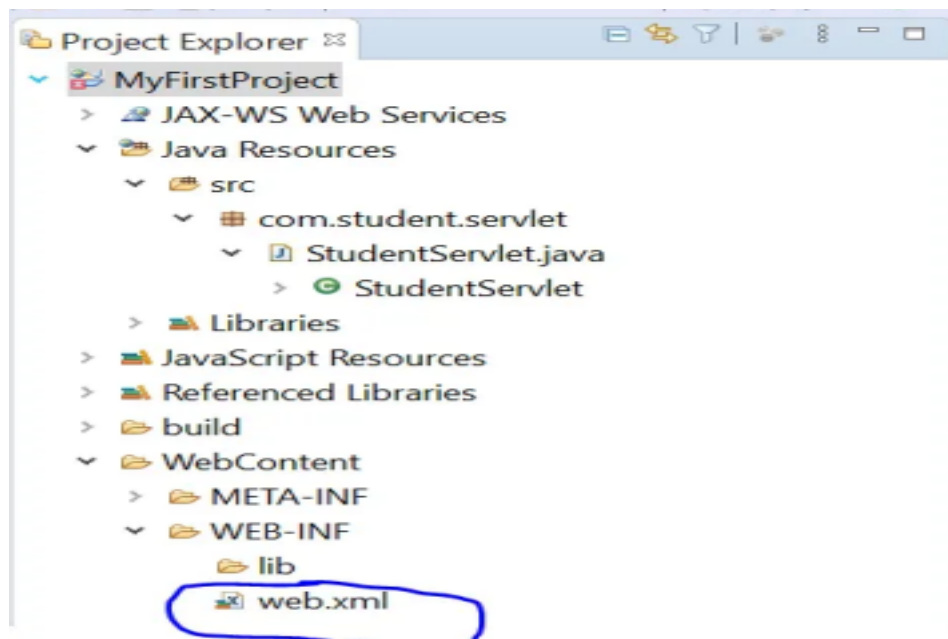 Project Explorer
MyFirstProject
JAX-WS Web Services
Java Resources
src
com.student.servlet
StudentServlet.java
StudentServlet
Libraries
JavaScript Resources
Referenced Libraries
build
WebContent
META-INF
WEB-INF
lib
web.xml